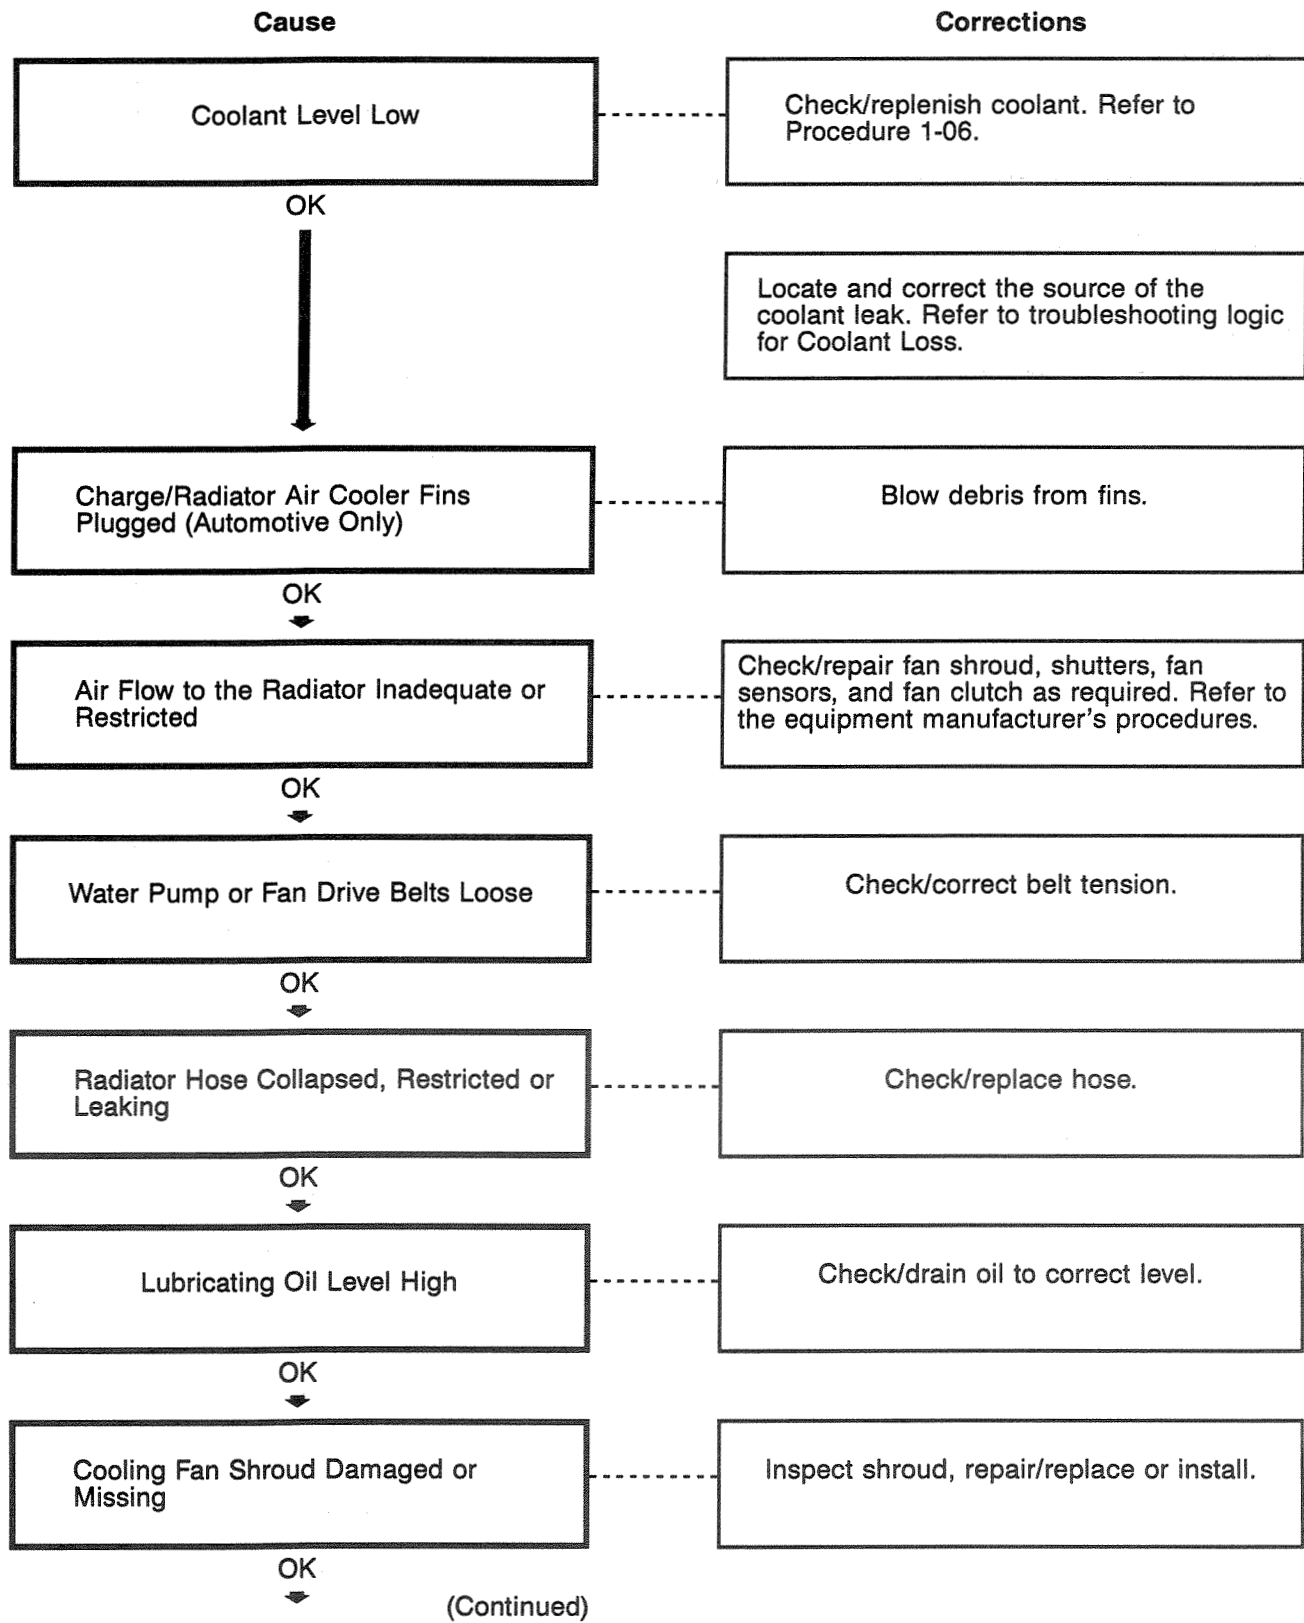 Cause
Corrections
Coolant Level Low
Check/replenish coolant. Refer to
Procedure 1-06.
OK
Locate and correct the source of the
coolant leak. Refer to troubleshooting logic
for Coolant Loss.
Charge/Radiator Air Cooler Fins
Plugged (Automotive Only)
Blow debris from fins.
OK
Air Flow to the Radiator Inadequate or
Restricted
Check/repair fan shroud, shutters, fan
sensors, and fan clutch as required. Refer to
the equipment manufacturer's procedures.
OK
Water Pump or Fan Drive Belts Loose
Check/correct belt tension.
OK
Radiator Hose Collapsed, Restricted or
Leaking
Check/replace hose.
OK
Lubricating Oil Level High
Check/drain oil to correct level.
OK
Cooling Fan Shroud Damaged or
Missing
Inspect shroud, repair/replace or install.
OK
(Continued)